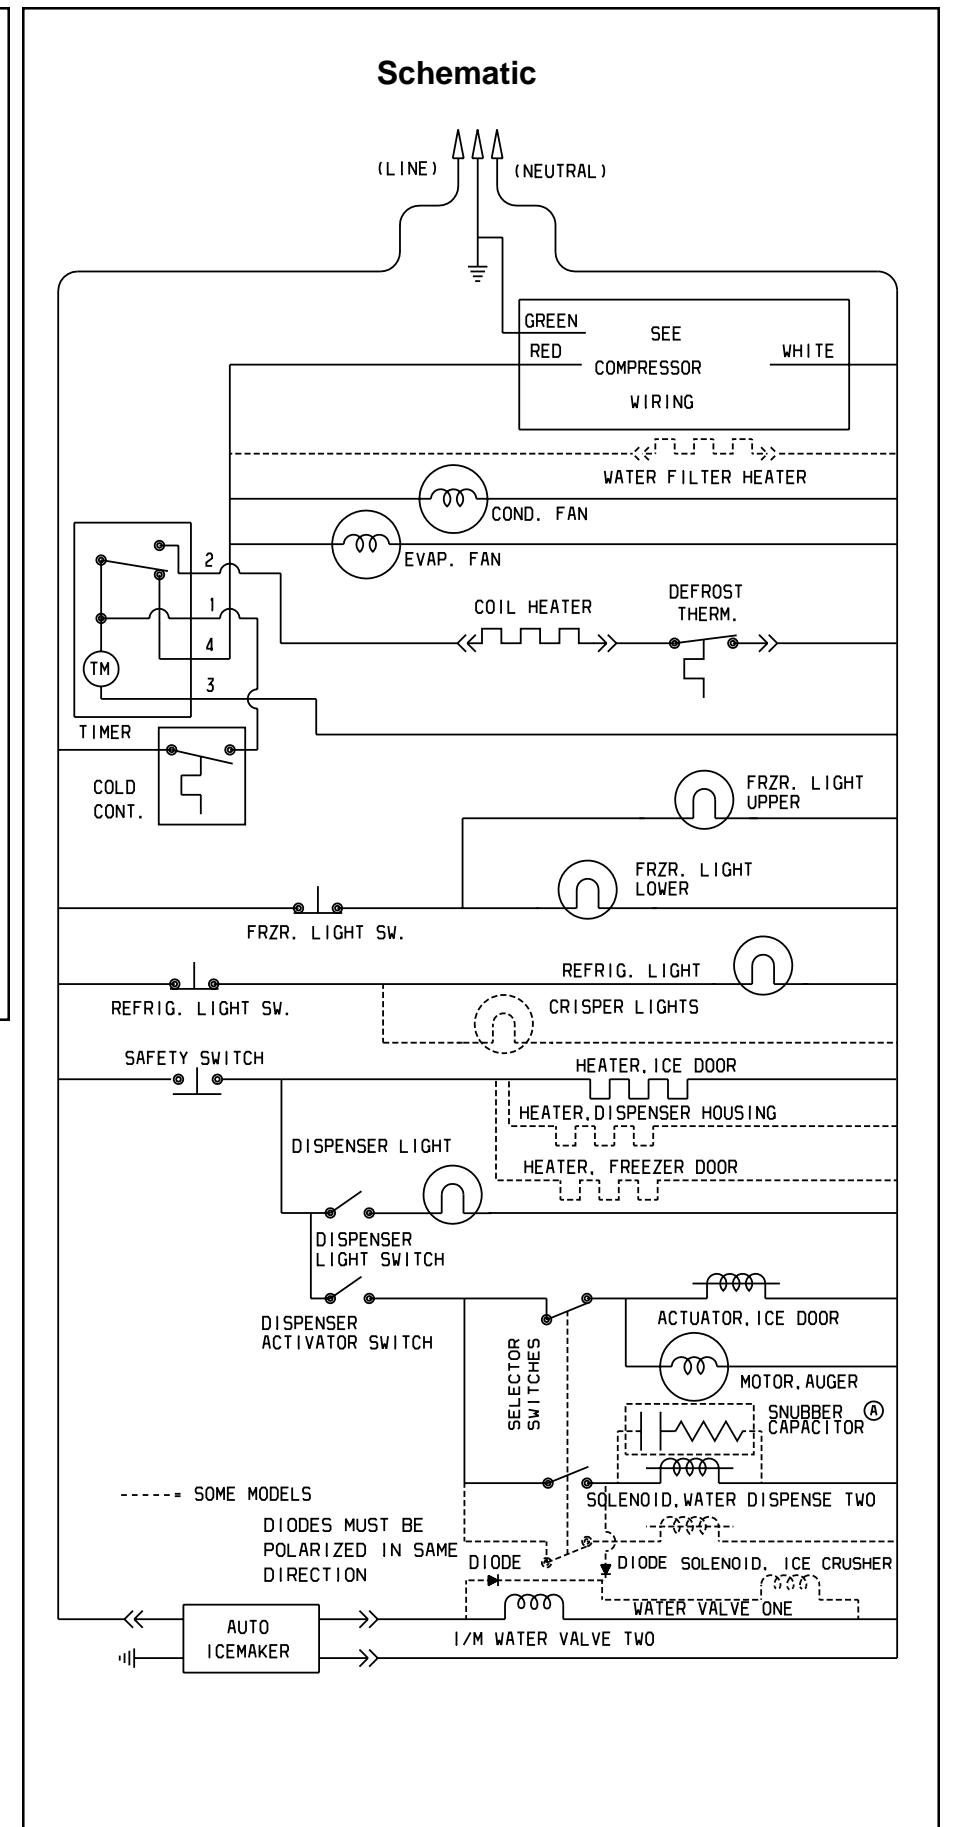 Schematic
(LINE)
(NEUTRAL)
GREEN
SEE
RED
WHITE
COMPRESSOR
WIRING
WATER FILTER HEATER
COND. FAN
EVAP. FAN
2
1
4
3
TM
TIMER
COIL HEATER
DEFROST
THERM.
COLD
CONT.
FRZR. LIGHT
UPPER
FRZR. LIGHT
LOWER
FRZR. LIGHT SW.
REFRIG. LIGHT
REFRIG. LIGHT SW.
CRISPER LIGHTS
SAFETY SWITCH
HEATER, ICE DOOR
HEATER, DISPENSER HOUSING
DISPENSER LIGHT
HEATER, FREEZER DOOR
DISPENSER
LIGHT SWITCH
DISPENSER
ACTIVATOR SWITCH
SELECTOR
SWITCHES
ACTUATOR, ICE DOOR
MOTOR, AUGER
SNUBBER
CAPACITOR A
SOLENOID, WATER DISPENSE TWO
-----= SOME MODELS
DIODES MUST BE
POLARIZED IN SAME
DIRECTION
DIODE
DIODE
SOLENOID, ICE CRUSHER
WATER VALVE ONE
I/M WATER VALVE TWO
AUTO
ICEMAKER